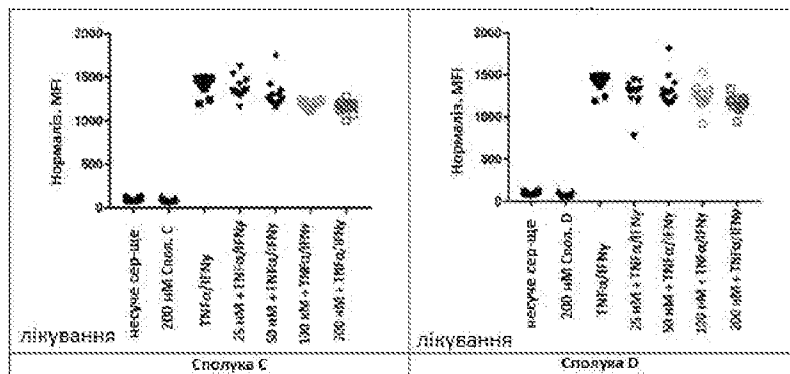 Нормаліз. MFI
2000
1500
1000
500
0
несуче сер-ще
200 нМ Спол. С
TNFα/IFNγ
25 нМ + TNFα/IFNγ
50 нМ + TNFα/IFNγ
100 нМ + TNFα/IFNγ
200 нМ + TNFα/IFNγ
лікування
Сполука С
Нормаліз. MFI
2000
1500
1000
500
0
несуче сер-ще
200 нМ Спол. D
TNFα/IFNγ
25 нМ + TNFα/IFNγ
50 нМ + TNFα/IFNγ
100 нМ + TNFα/IFNγ
200 нМ + TNFα/IFNγ
лікування
Сполука D